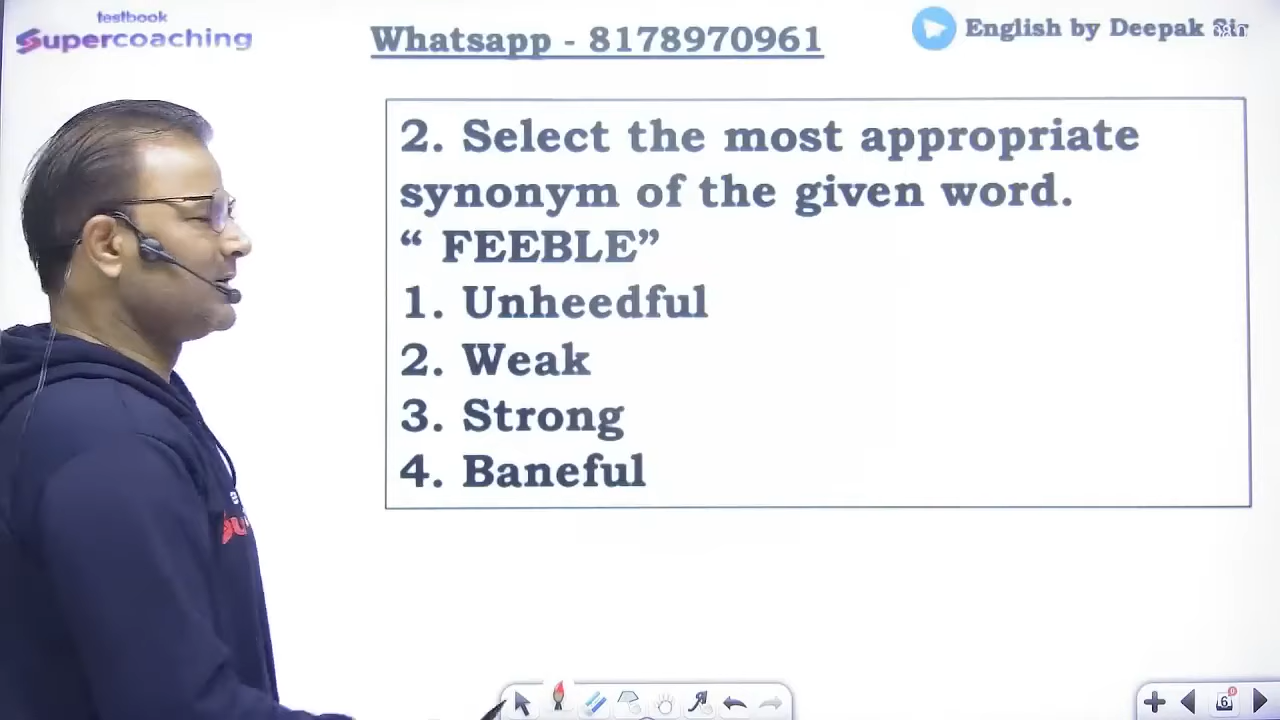 testbook
Supercoaching
Whatsapp - 8178970961
English by Deepak Sir
2. Select the most appropriate
synonym of the given word.
“ FEEBLE”
1. Unheedful
2. Weak
3. Strong
4. Baneful
6